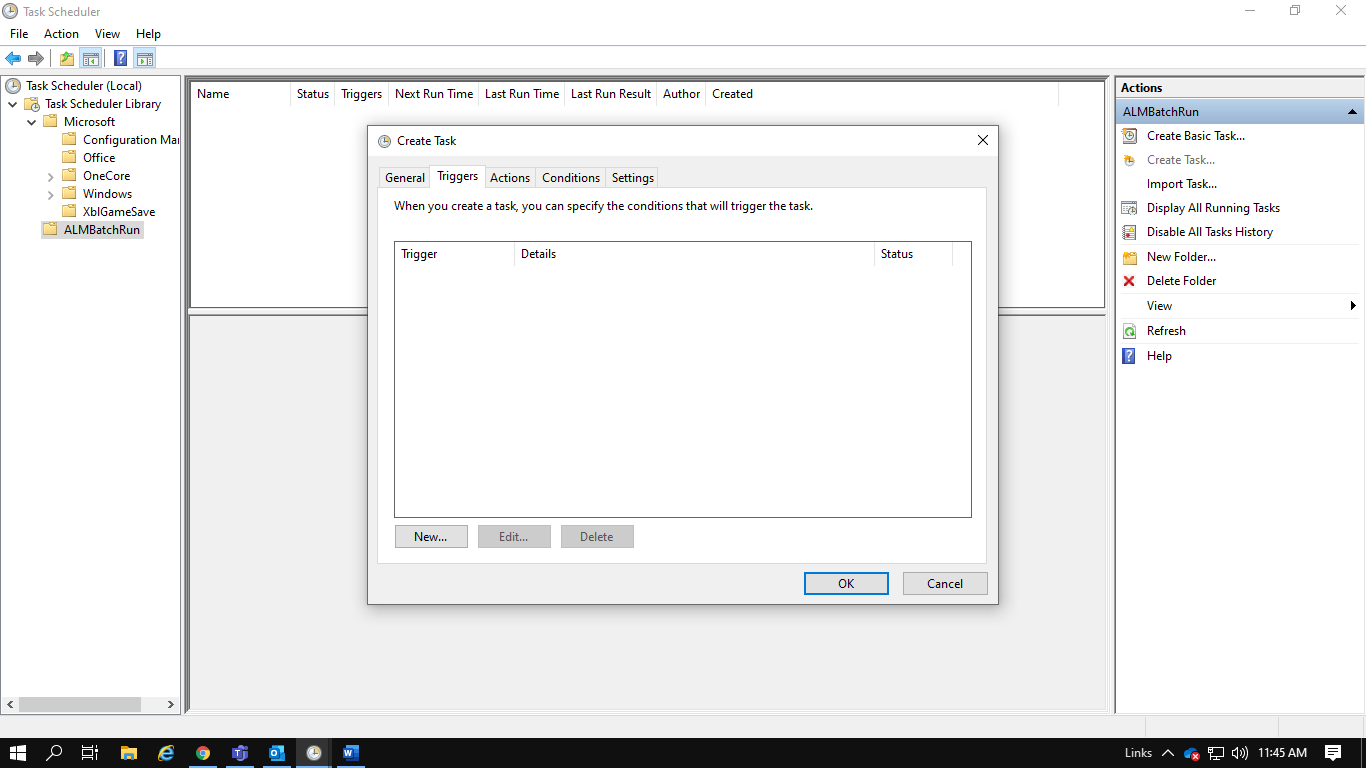 Task Scheduler
File Action View Help
Task Scheduler (Local)
Task Scheduler Library
Microsoft
Configuration Mar
Office
OneCore
Windows
XblGameSave
ALMBatchRun
Name Status Triggers Next Run Time Last Run Time Last Run Result Author Created
Create Task
General Triggers Actions Conditions Settings
When you create a task, you can specify the conditions that will trigger the task.
Trigger Details Status
New... Edit... Delete
OK Cancel
Actions
ALMBatchRun
Create Basic Task...
Create Task...
Import Task...
Display All Running Tasks
Disable All Tasks History
New Folder...
Delete Folder
View
Refresh
Help
Links 11:45 AM